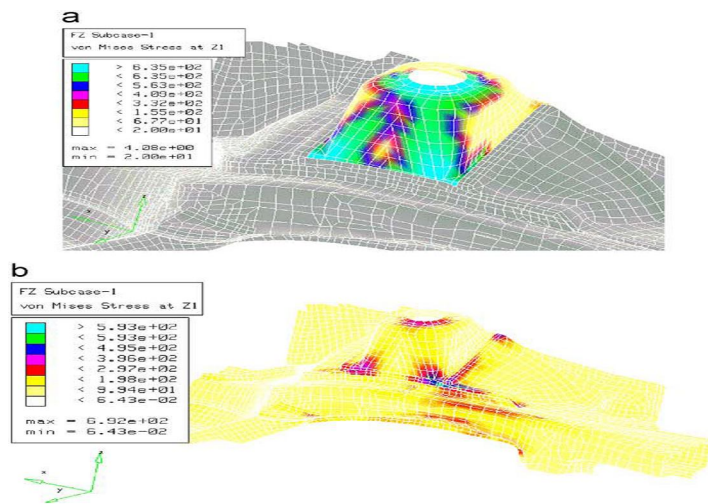 a
FZ Subcase-1
von Mises Stress at Z1
> 6.35e+02
< 6.35e+02
< 5.63e+02
< 4.09e+02
< 3.32e+02
< 1.55e+02
< 6.77e+01
< 2.00e+01
max = 4.08e+00
min = 2.00e+01
x
y
z
b
FZ Subcase-1
von Mises Stress at Z1
> 5.93e+02
< 5.93e+02
< 4.95e+02
< 3.96e+02
< 2.97e+02
< 1.98e+02
< 9.94e+01
< 6.43e-02
max = 6.92e+02
min = 6.43e-02
x
y
z